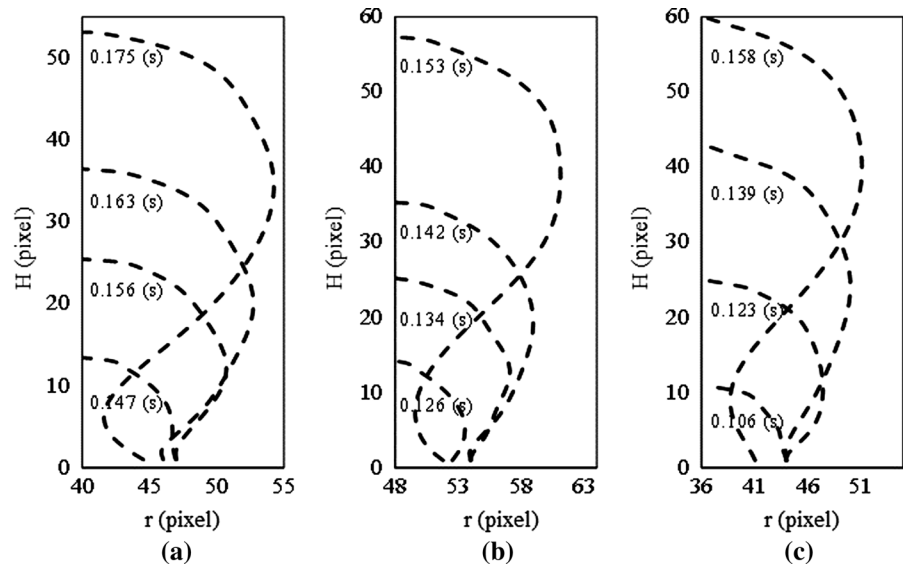 H (pixel)
50
40
30
20
10
0
0.175 (s)
0.163 (s)
0.156 (s)
0.147 (s)
40 45 50 55
r (pixel)
(a)
H (pixel)
60
50
40
30
20
10
0
0.153 (s)
0.142 (s)
0.134 (s)
0.126 (s)
48 53 58 63
r (pixel)
(b)
H (pixel)
60
50
40
30
20
10
0
0.158 (s)
0.139 (s)
0.123 (s)
0.106 (s)
36 41 46 51
r (pixel)
(c)